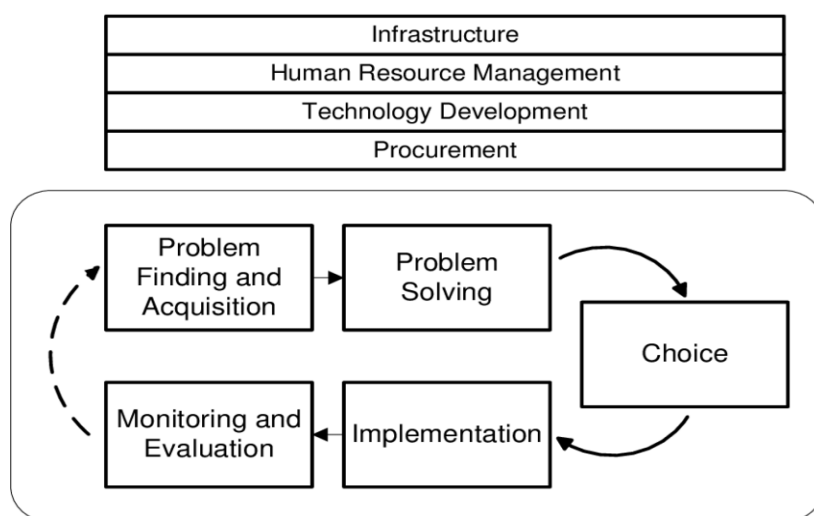 Infrastructure
Human Resource Management
Technology Development
Procurement
Problem
Finding and
Acquisition
Problem
Solving
Choice
Monitoring and
Evaluation
Implementation